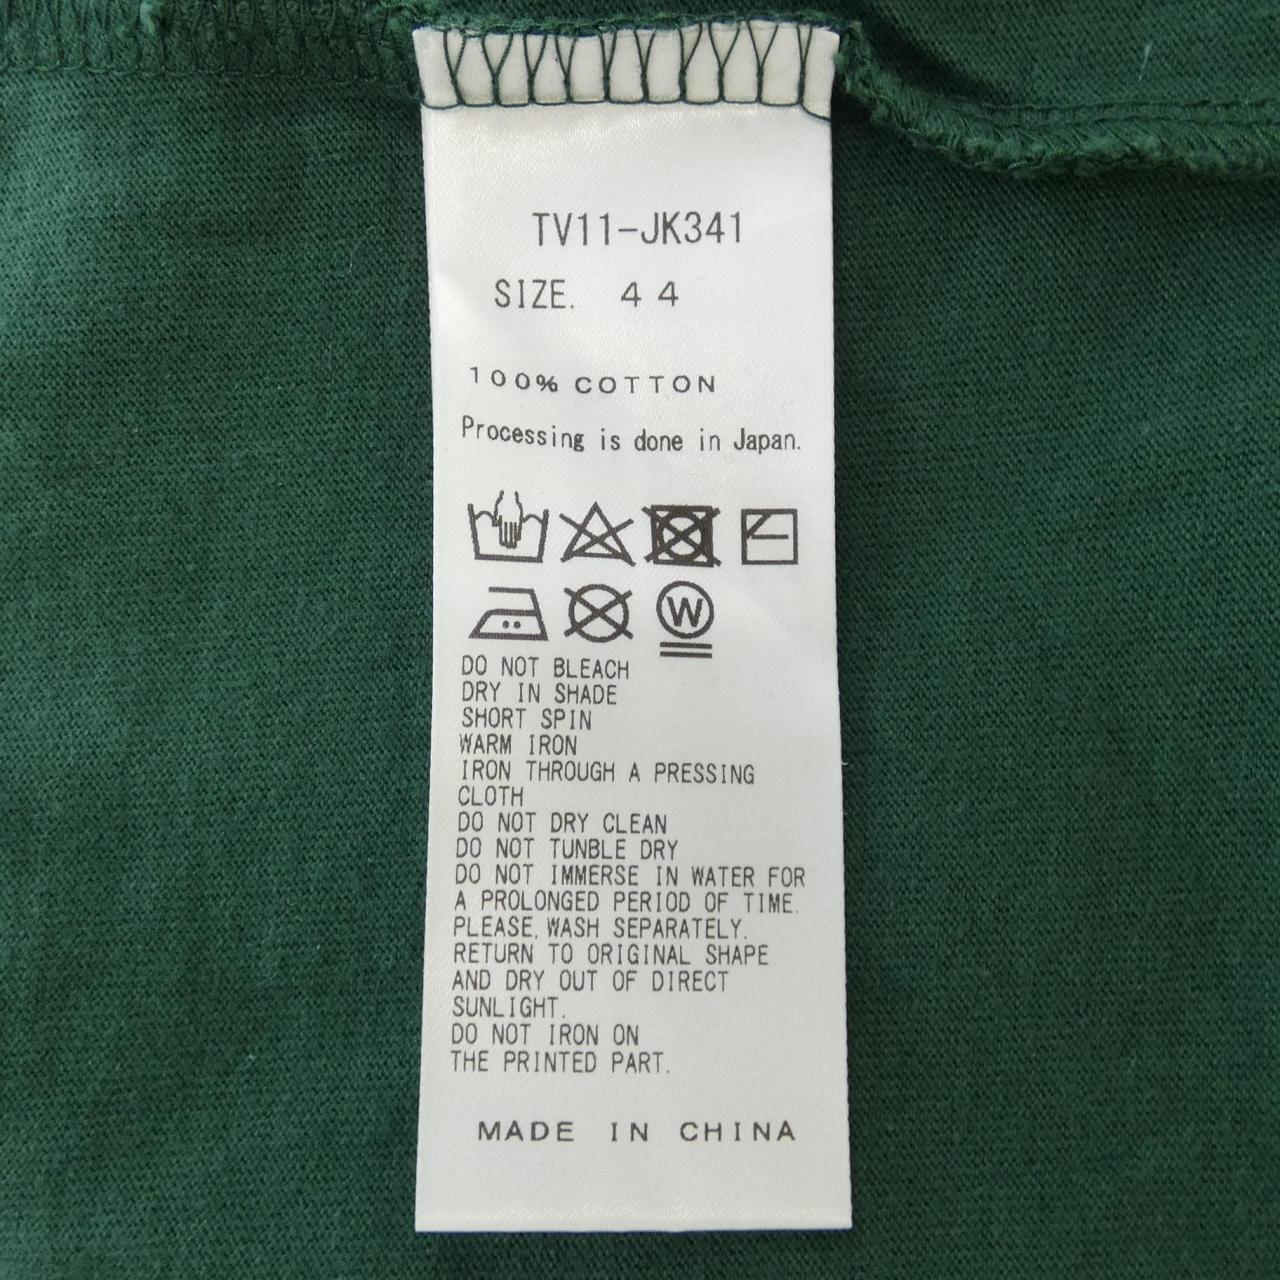 TV11-JK341
SIZE. 44
100% COTTON
Processing is done in Japan.
W
DO NOT BLEACH
DRY IN SHADE
SHORT SPIN
WARM IRON
IRON THROUGH A PRESSING
CLOTH
DO NOT DRY CLEAN
DO NOT TUNBLE DRY
DO NOT IMMERSE IN WATER FOR
A PROLONGED PERIOD OF TIME.
PLEASE, WASH SEPARATELY.
RETURN TO ORIGINAL SHAPE
AND DRY OUT OF DIRECT
SUNLIGHT.
DO NOT IRON ON
THE PRINTED PART.
MADE IN CHINA